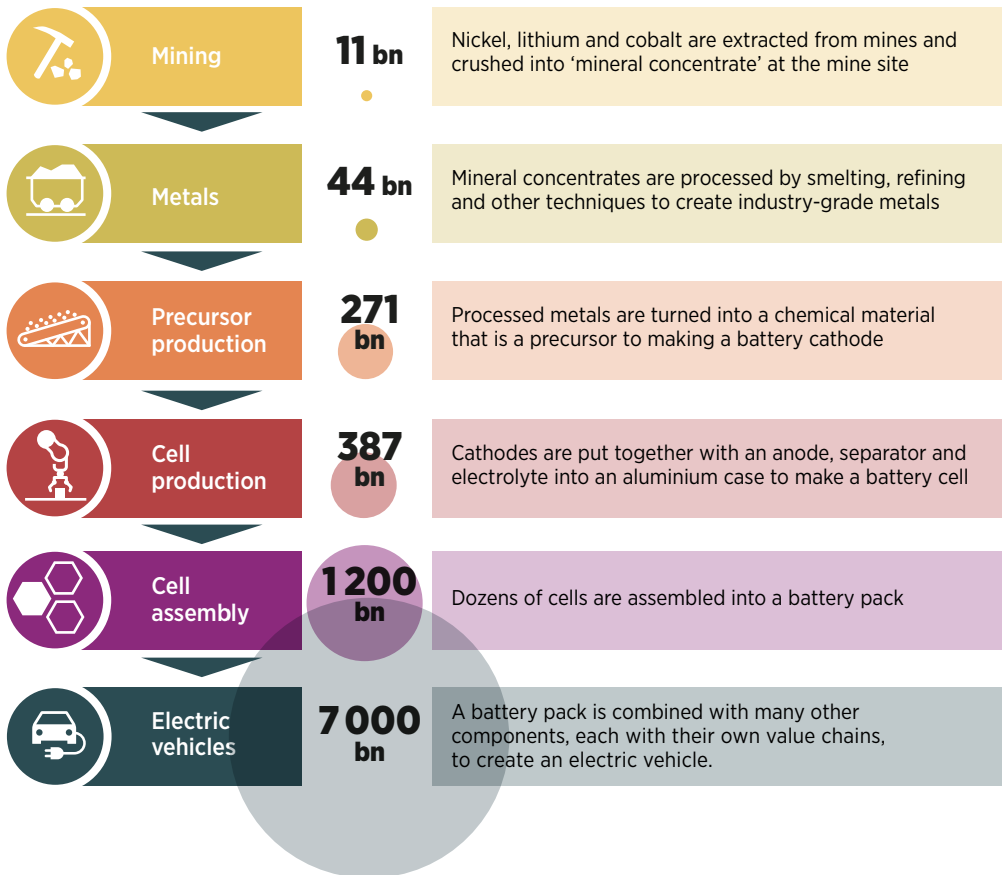 Mining
11 bn
Nickel, lithium and cobalt are extracted from mines and
crushed into ‘mineral concentrate’ at the mine site
Metals
44 bn
Mineral concentrates are processed by smelting, refining
and other techniques to create industry-grade metals
Precursor
production
271
bn
Processed metals are turned into a chemical material
that is a precursor to making a battery cathode
Cell
production
387
bn
Cathodes are put together with an anode, separator and
electrolyte into an aluminium case to make a battery cell
Cell
assembly
1 200
bn
Dozens of cells are assembled into a battery pack
Electric
vehicles
7 000
bn
A battery pack is combined with many other
components, each with their own value chains,
to create an electric vehicle.